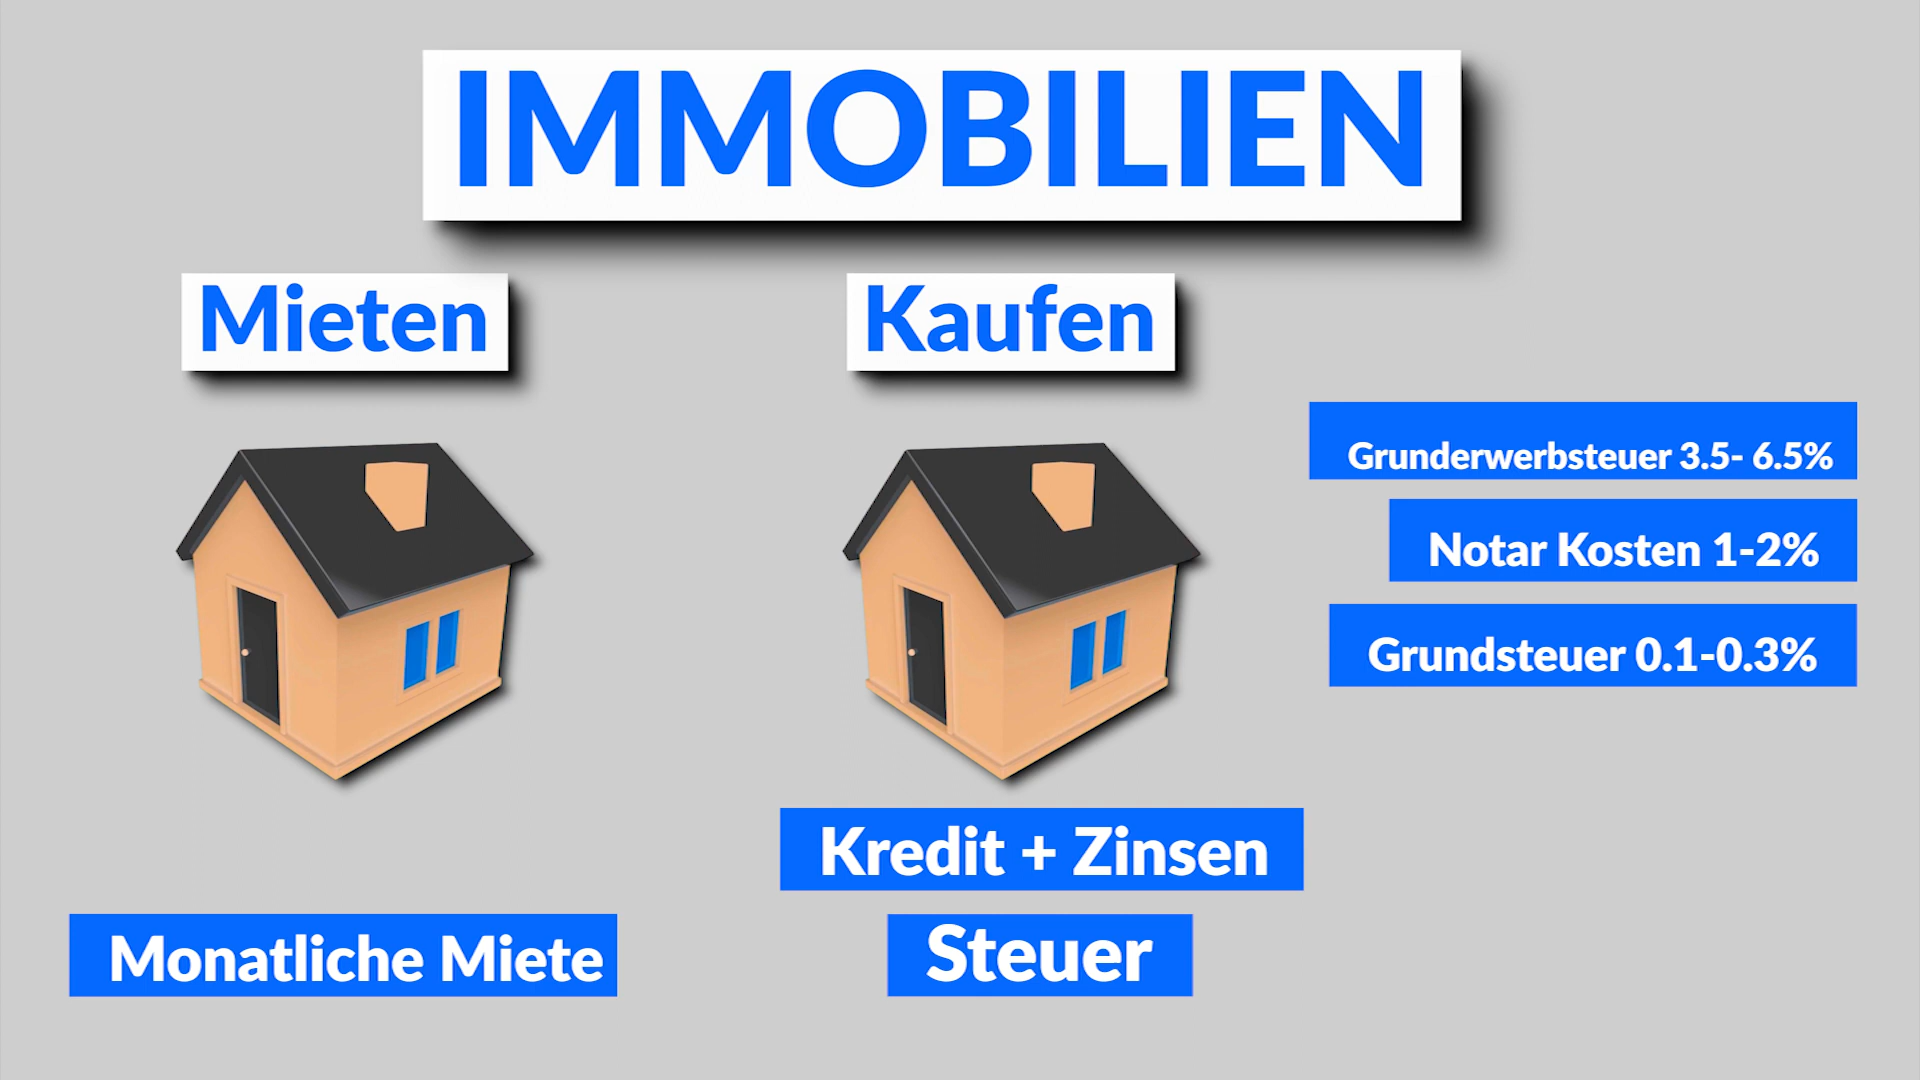 IMMOBILIEN
Mieten
Kaufen
Grunderwerbsteuer 3.5- 6.5%
Notar Kosten 1-2%
Grundsteuer 0.1-0.3%
Kredit + Zinsen
Monatliche Miete
Steuer